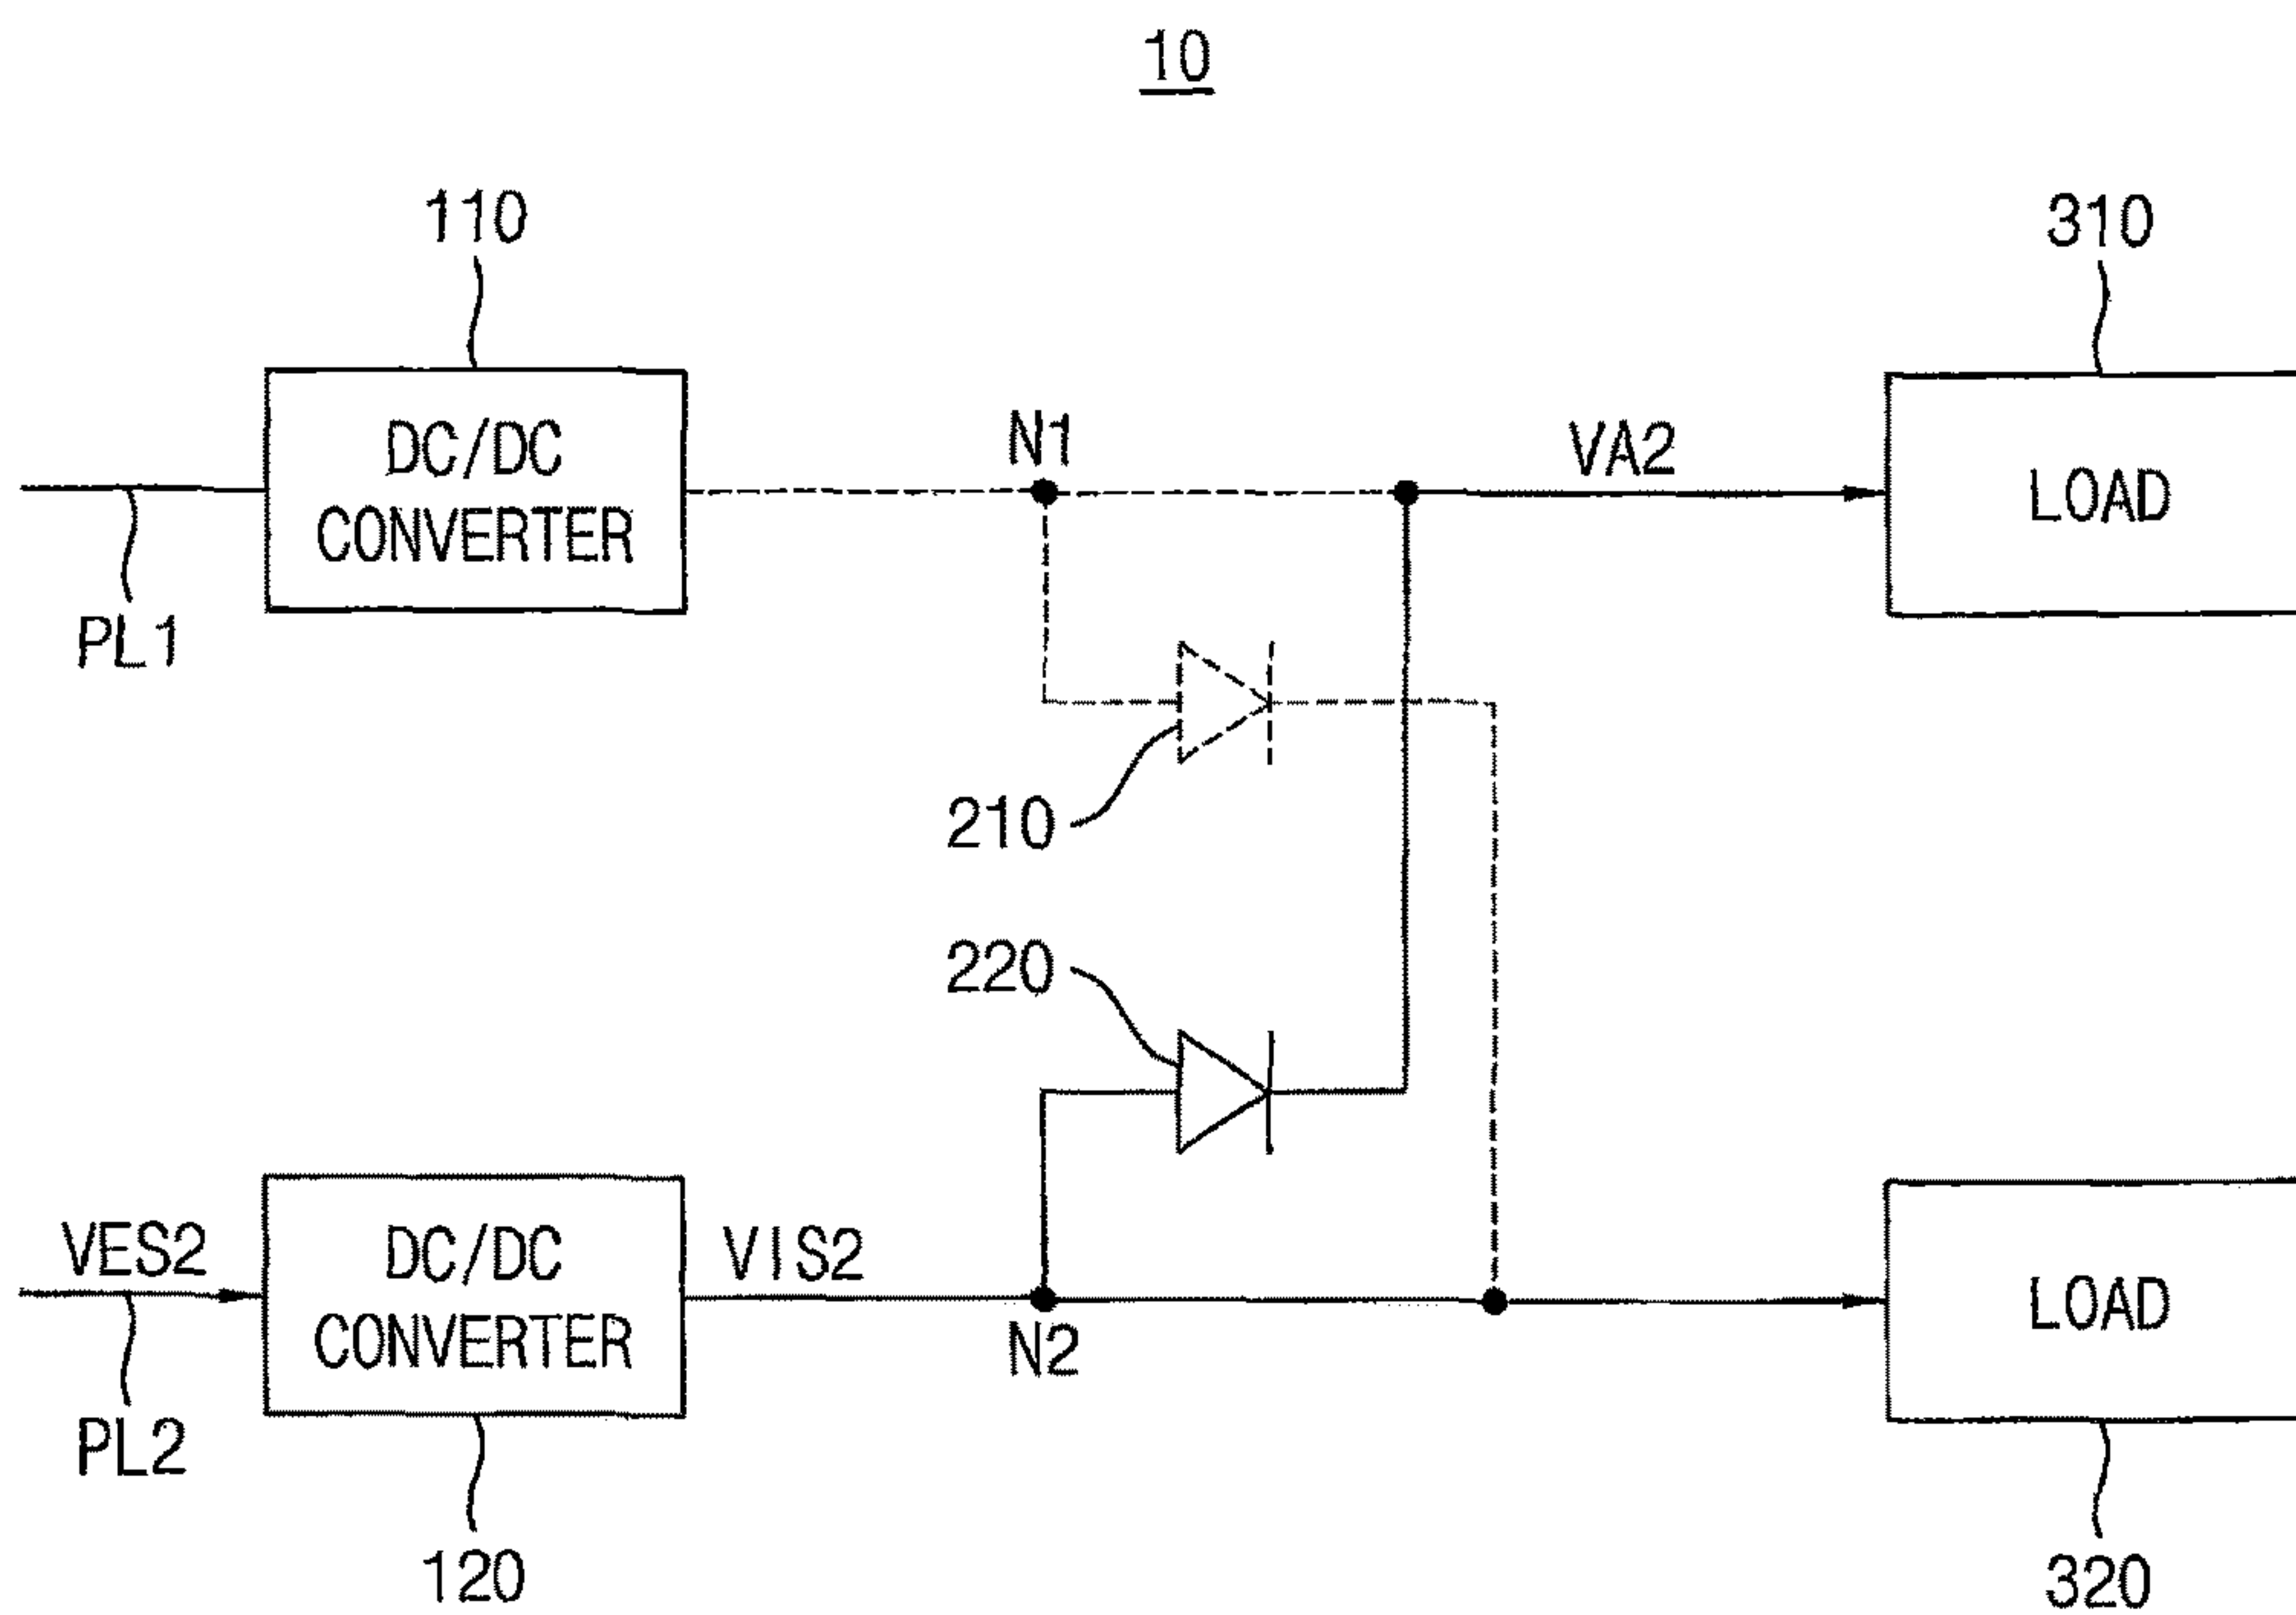 10
110
310
DC/DC
CONVERTER
N1
VA2
LOAD
PL1
210
220
VES2
DC/DC
CONVERTER
VIS2
N2
LOAD
PL2
120
320